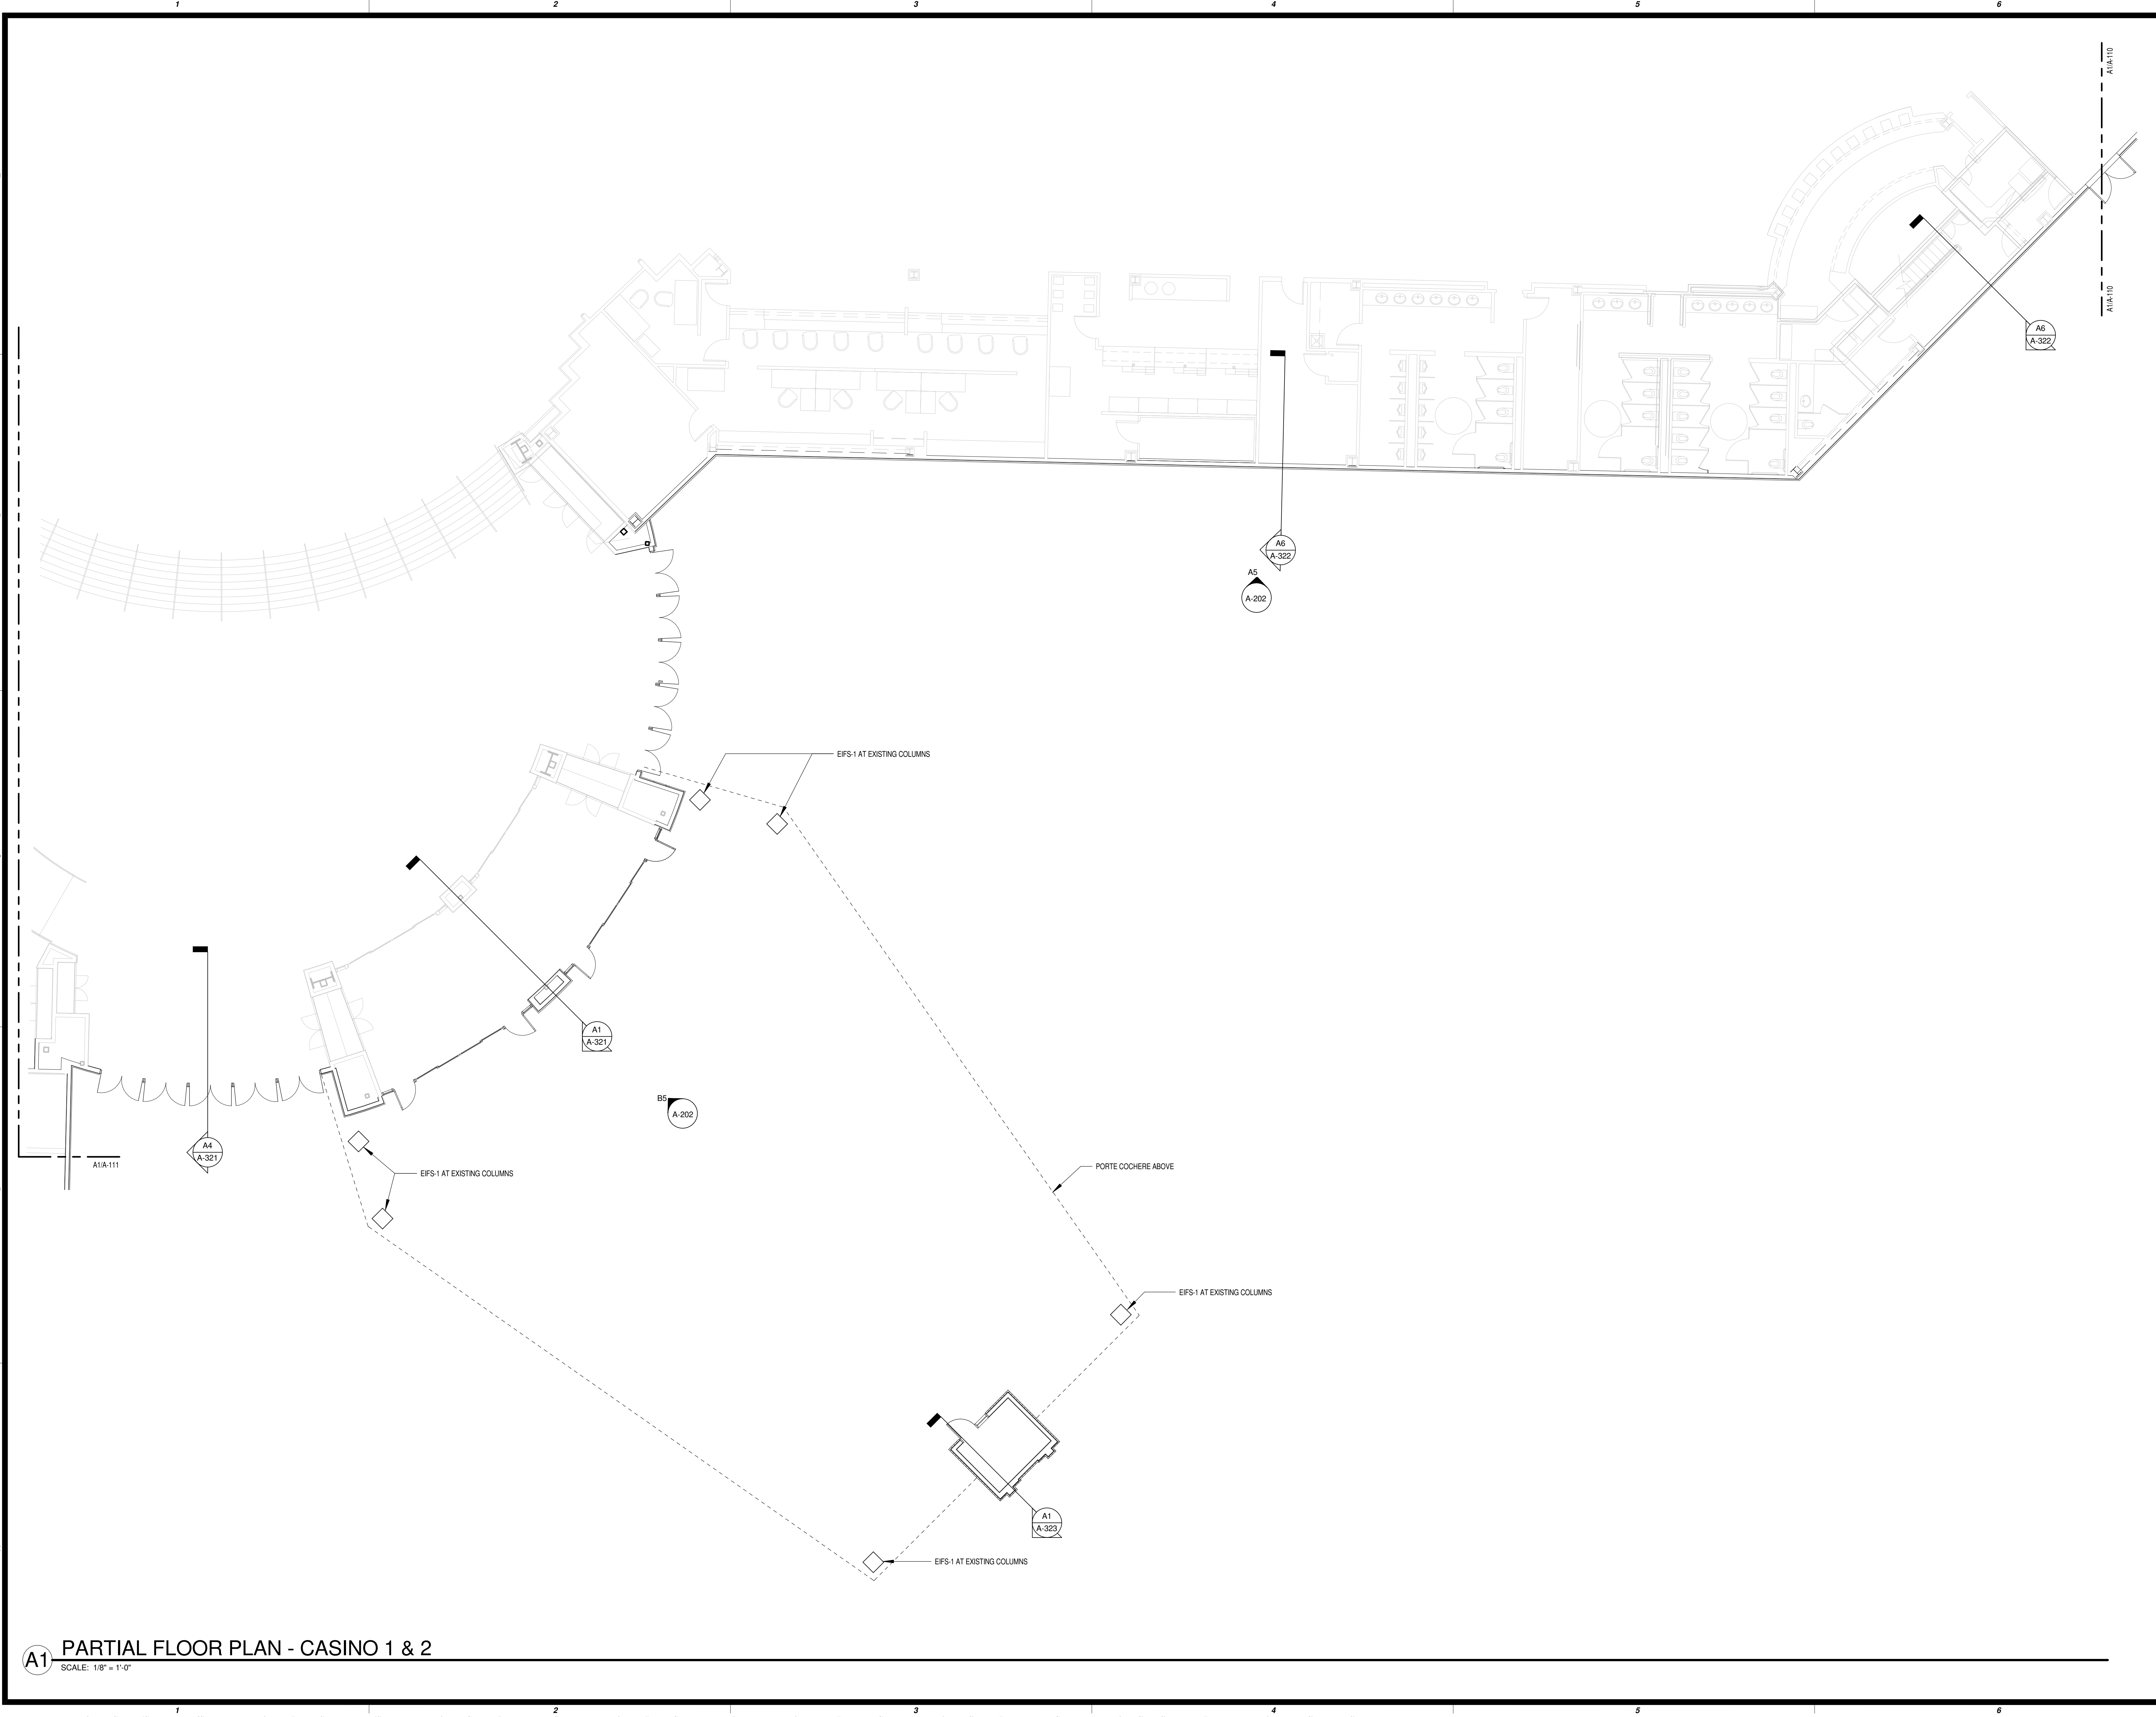 1 2 3 4 5 6
A1/A-110
A1/A-110
A6
A-322
A6
A-322
A5
A-202
EIFS-1 AT EXISTING COLUMNS
A1
A-321
B5
A-202
A4
A-321
A1/A-111
EIFS-1 AT EXISTING COLUMNS
PORTE COCHERE ABOVE
EIFS-1 AT EXISTING COLUMNS
A1
A-323
EIFS-1 AT EXISTING COLUMNS
A1 PARTIAL FLOOR PLAN - CASINO 1 & 2
SCALE: 1/8" = 1'-0"
1 2 3 4 5 6